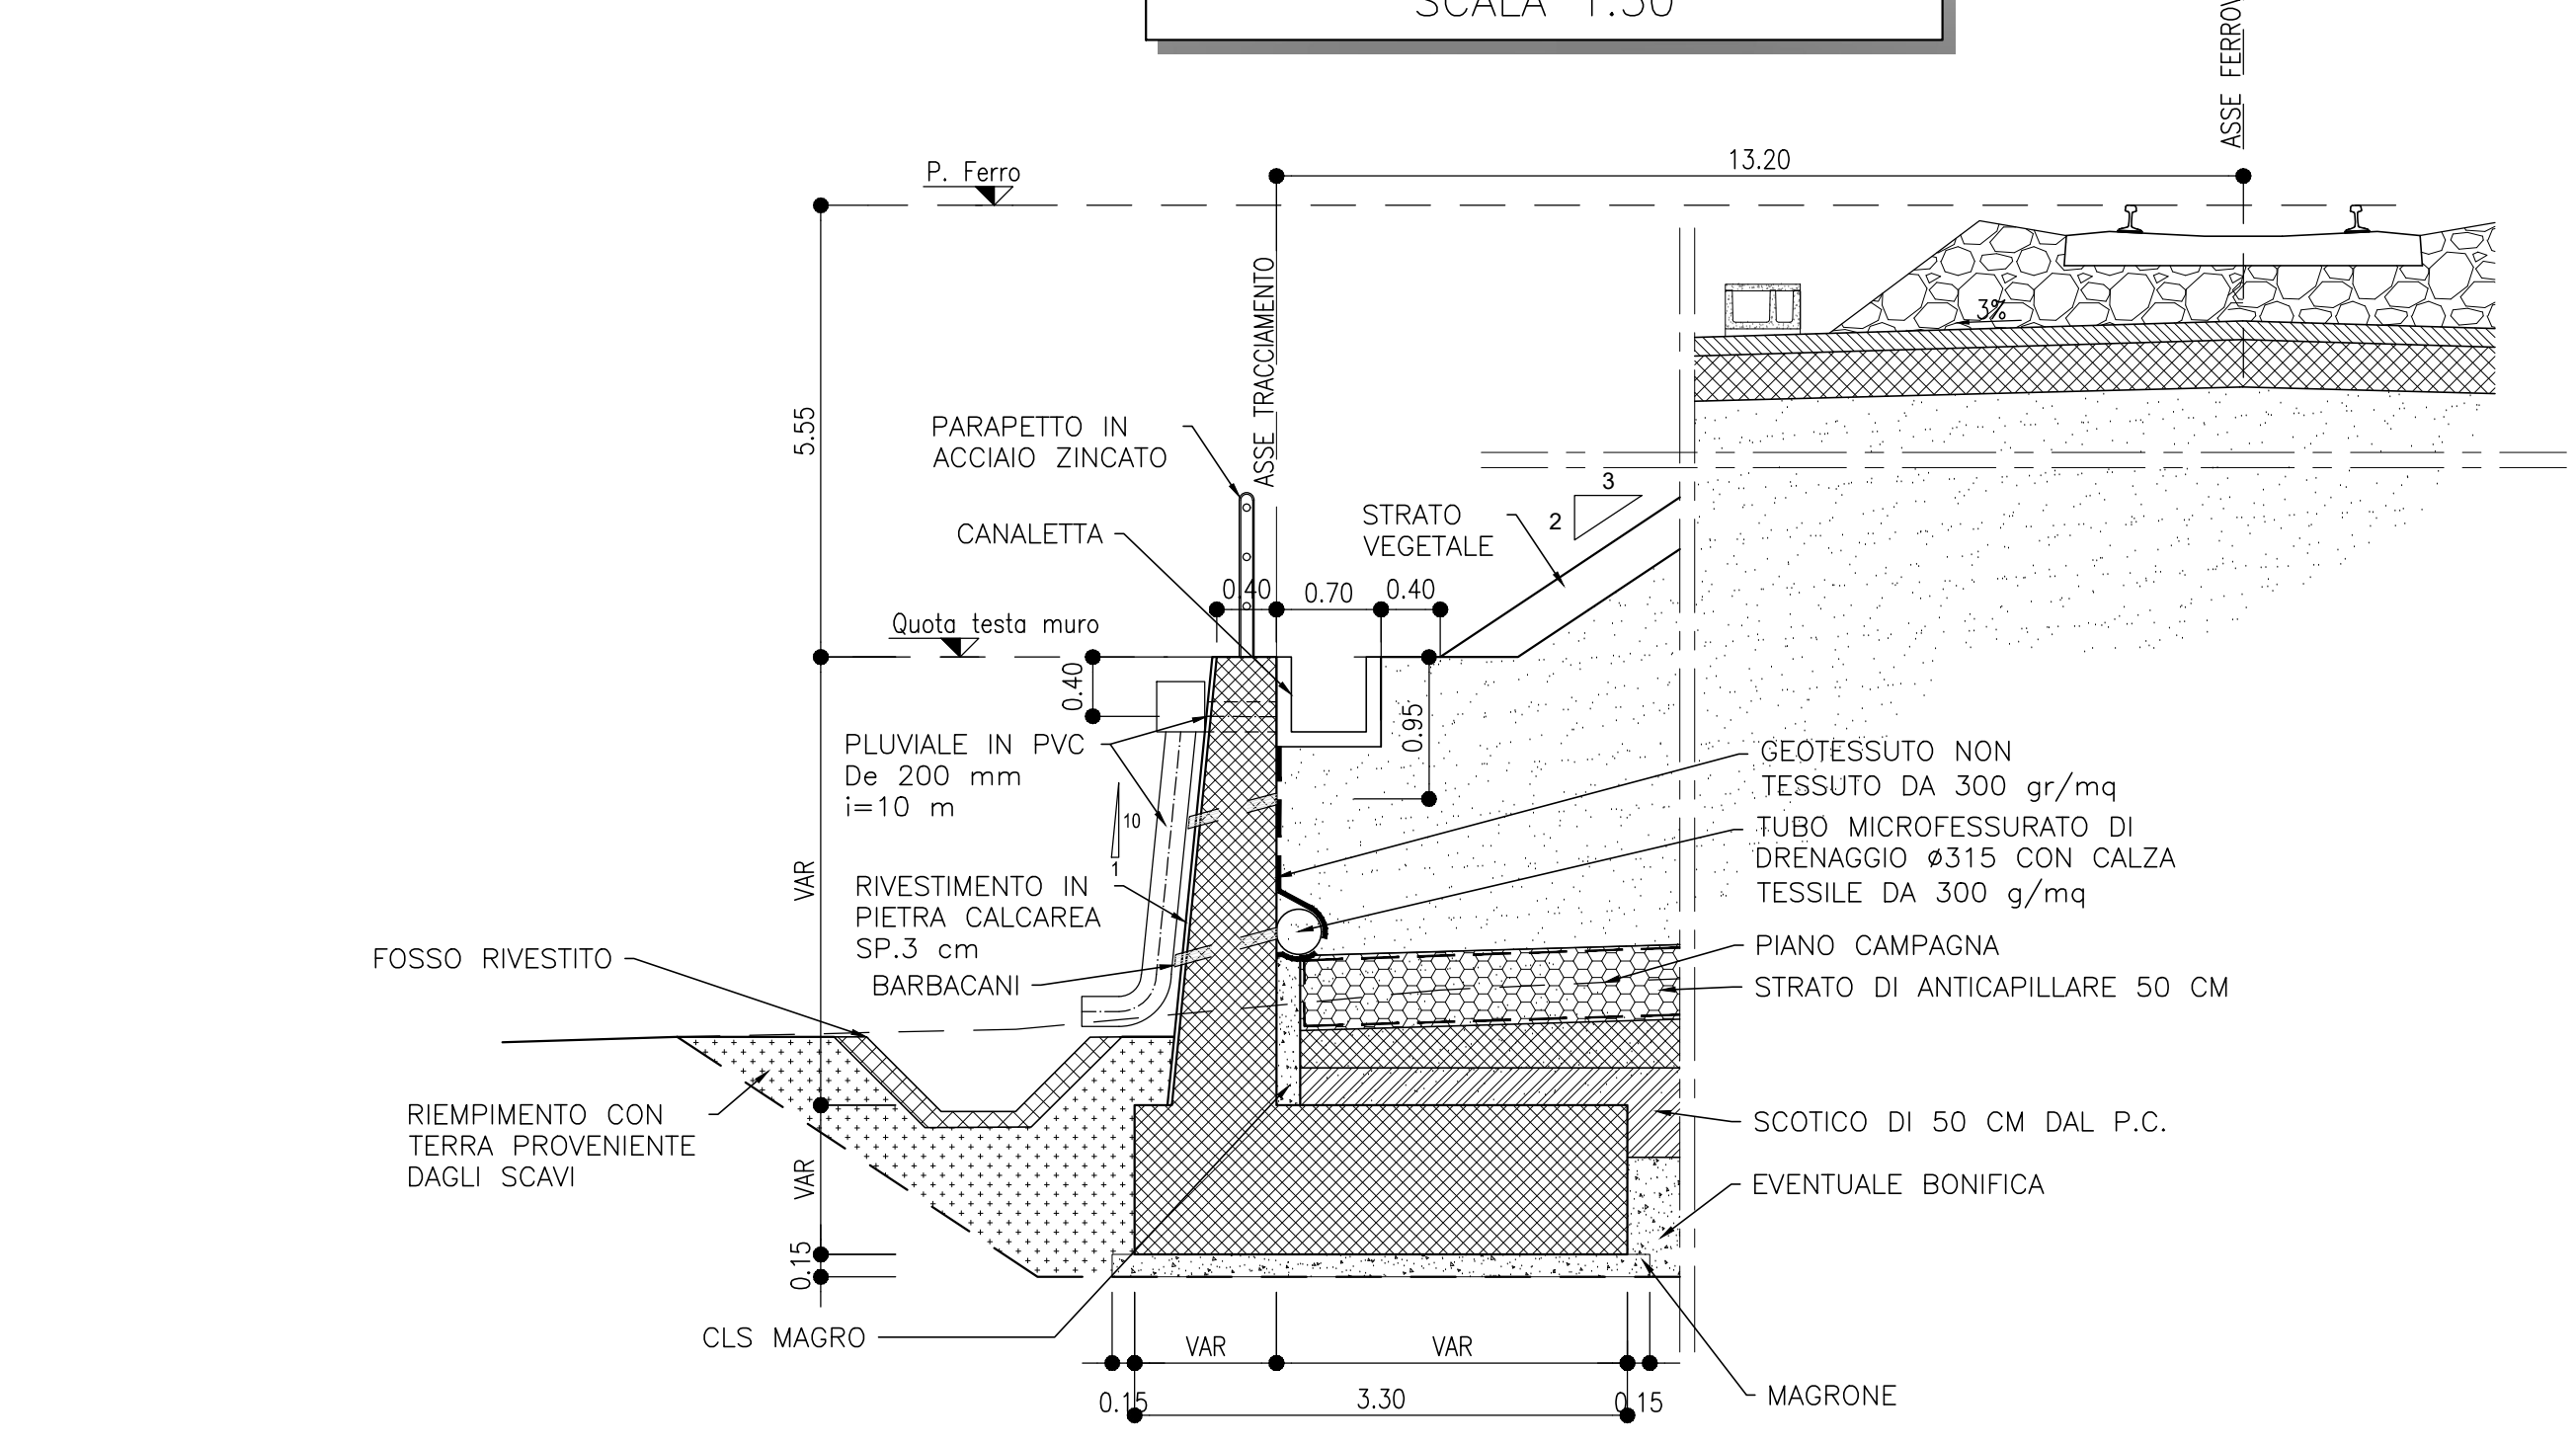 SCALA 1:50
ASSE FERROV
13.20
P. Ferro
3%
5.55
ASSE TRACCIAMENTO
PARAPETTO IN
ACCIAIO ZINCATO
CANALETTA
STRATO
VEGETALE
3
2
0.40
0.70
0.40
Quota testa muro
0.40
0.95
PLUVIALE IN PVC
De 200 mm
i=10 m
10
1
GEOTESSUTO NON
TESSUTO DA 300 gr/mq
TUBO MICROFESSURATO DI
DRENAGGIO ø315 CON CALZA
TESSILE DA 300 g/mq
VAR
RIVESTIMENTO IN
PIETRA CALCAREA
SP.3 cm
BARBACANI
FOSSO RIVESTITO
PIANO CAMPAGNA
STRATO DI ANTICAPILLARE 50 CM
RIEMPIMENTO CON
TERRA PROVENIENTE
DAGLI SCAVI
VAR
SCOTICO DI 50 CM DAL P.C.
EVENTUALE BONIFICA
0.15
CLS MAGRO
VAR
VAR
MAGRONE
0.15
3.30
0.15